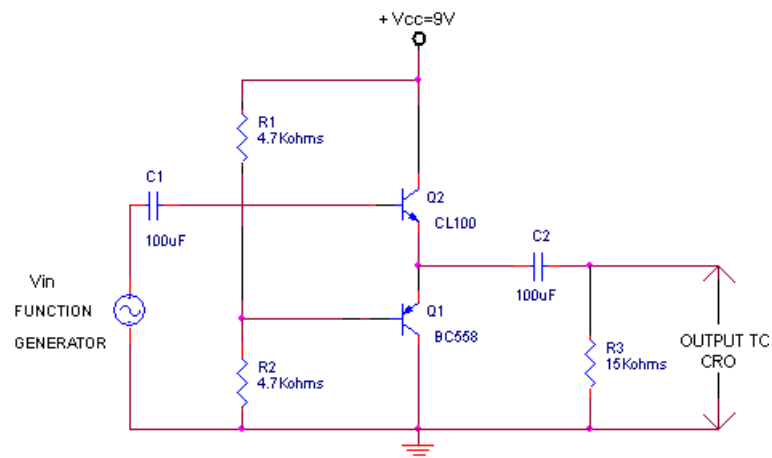 + Vcc=9V
R1
4.7Kohms
C1
100uF
Q2
CL100
C2
100uF
Vin
FUNCTION
GENERATOR
Q1
BC558
R2
4.7Kohms
R3
15Kohms
OUTPUT TO
CRO